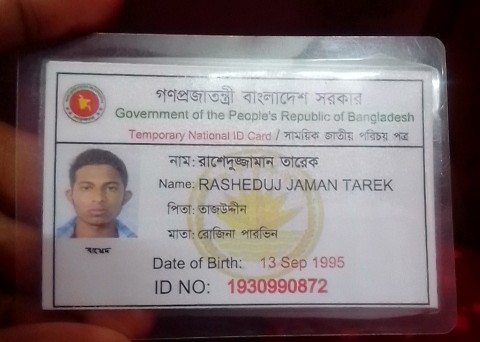 গণপ্রজাতন্ত্রী বাংলাদেশ সরকার
Government of the People's Republic of Bangladesh
Temporary National ID Card / সাময়িক জাতীয় পরিচয় পত্র
নাম: রাশেদুজ্জামান তারেক
Name: RASHEDUJ JAMAN TAREK
পিতা: তাজউদ্দীন
মাতা: রোজিনা পারভিন
Date of Birth: 13 Sep 1995
ID NO: 1930990872